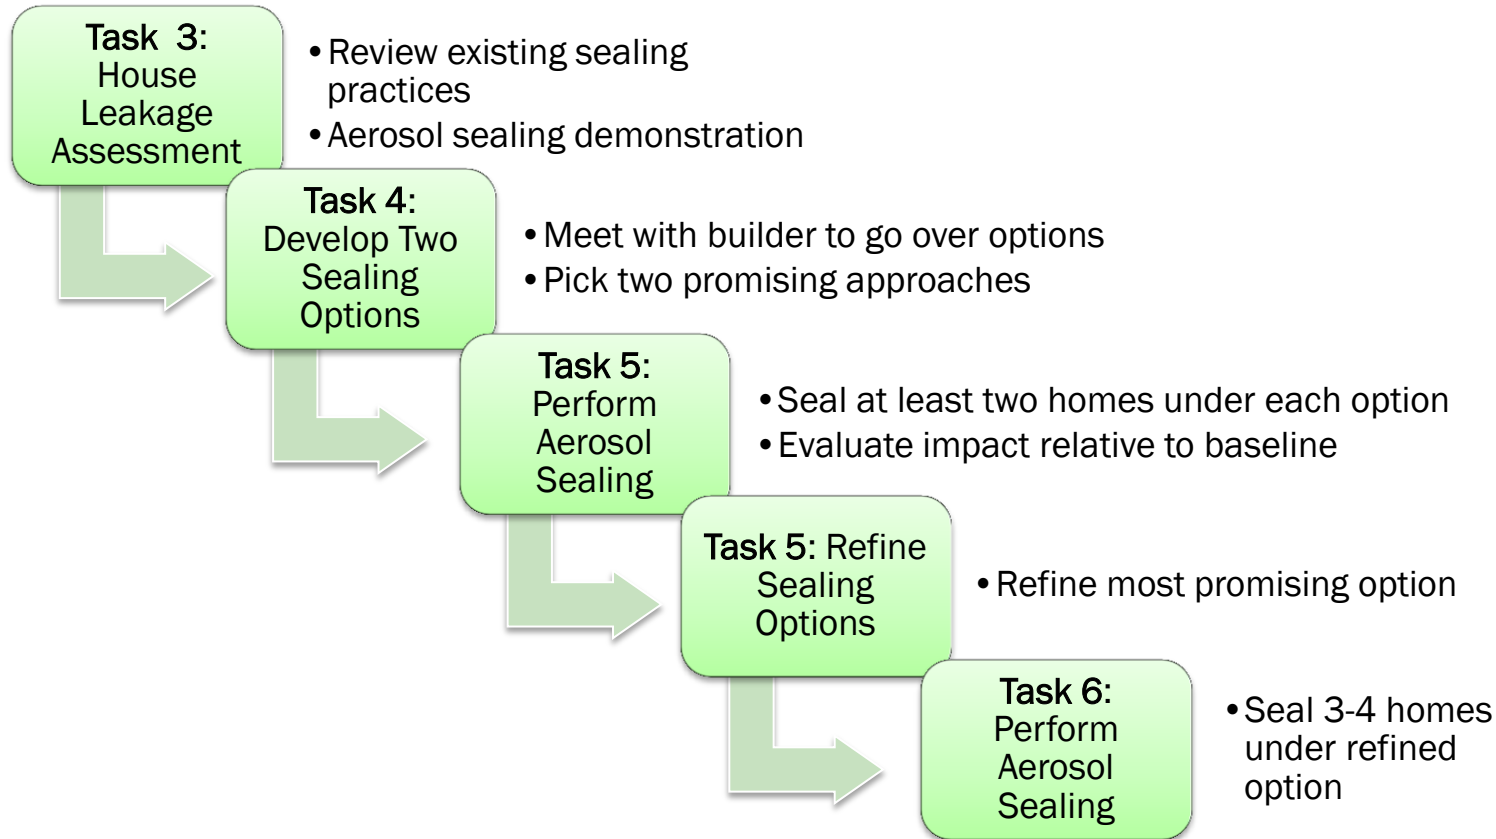 Task 3:
House
Leakage
Assessment
• Review existing sealing
practices
• Aerosol sealing demonstration
Task 4:
Develop Two
Sealing
Options
• Meet with builder to go over options
• Pick two promising approaches
Task 5:
Perform
Aerosol
Sealing
• Seal at least two homes under each option
• Evaluate impact relative to baseline
Task 5: Refine
Sealing
Options
• Refine most promising option
Task 6:
Perform
Aerosol
Sealing
• Seal 3-4 homes
under refined
option